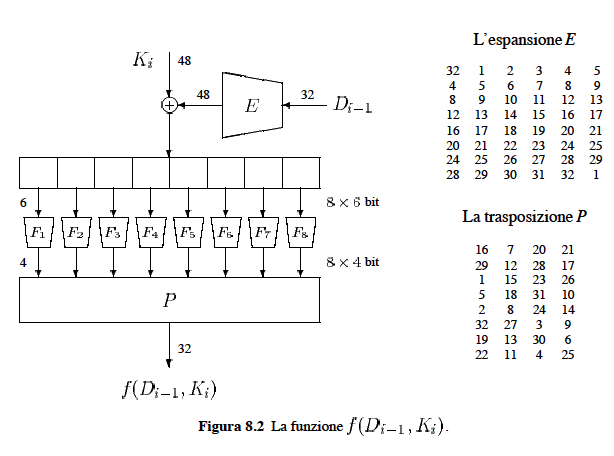 K_i 48
48 E 32 D_{i−1}
+
6 8 × 6 bit
F_1 F_2 F_3 F_4 F_5 F_6 F_7 F_8
4 8 × 4 bit
P
32
f(D_{i−1}, K_i)
L'espansione E
32 1 2 3 4 5
4 5 6 7 8 9
8 9 10 11 12 13
12 13 14 15 16 17
16 17 18 19 20 21
20 21 22 23 24 25
24 25 26 27 28 29
28 29 30 31 32 1
La trasposizione P
16 7 20 21
29 12 28 17
1 15 23 26
5 18 31 10
2 8 24 14
32 27 3 9
19 13 30 6
22 11 4 25
Figura 8.2 La funzione f(D_{i−1}, K_i).